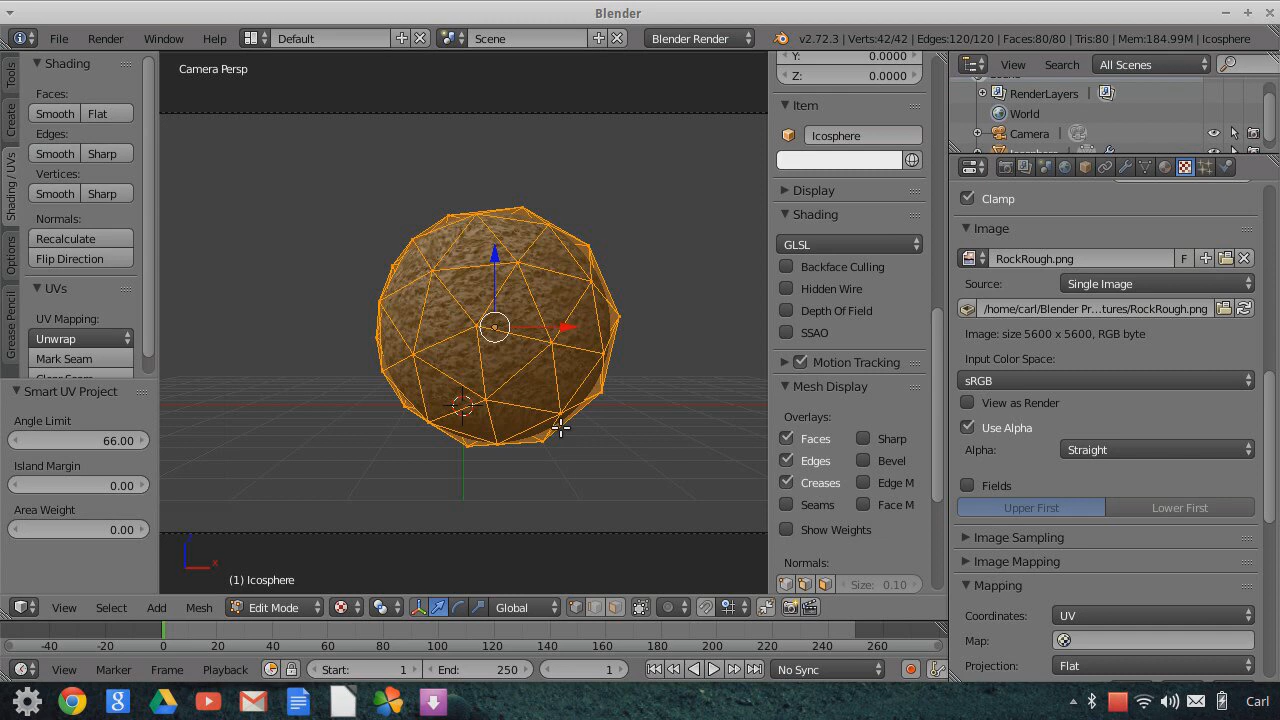 Blender
File Render Window Help Default Scene Blender Render v2.72.3 | Verts:42/42 | Edges:120/120 | Faces:80/80 | Tris:80 | Mem:184.99M | Icosphere
Tools
Create
Shading / UVs
Options
Grease Pencil
Shading
Faces:
Smooth Flat
Edges:
Smooth Sharp
Vertices:
Smooth Sharp
Normals:
Recalculate
Flip Direction
UVs
UV Mapping:
Unwrap
Mark Seam
Clear Seam
Smart UV Project
Angle Limit
66.00
Island Margin
0.00
Area Weight
0.00
Camera Persp
x
(1) Icosphere
Y: 0.0000
Z: 0.0000
Item
Icosphere
Display
Shading
GLSL
Backface Culling
Hidden Wire
Depth Of Field
SSAO
Motion Tracking
Mesh Display
Overlays:
Faces Sharp
Edges Bevel
Creases Edge M
Seams Face M
Show Weights
Normals:
Size: 0.10
View Search All Scenes
RenderLayers |
World
Camera |
Icosphere
Clamp
Image
RockRough.png F
Source: Single Image
/home/carl/Blender Pr...tures/RockRough.png
Image: size 5600 x 5600, RGB byte
Input Color Space:
sRGB
View as Render
Use Alpha
Alpha: Straight
Fields
Upper First Lower First
Image Sampling
Image Mapping
Mapping
Coordinates: UV
Map:
Projection: Flat
View Select Add Mesh Edit Mode Global
-40 -20 0 20 40 60 80 100 120 140 160 180 200 220 240 260
View Marker Frame Playback Start: 1 End: 250 1 No Sync
Carl